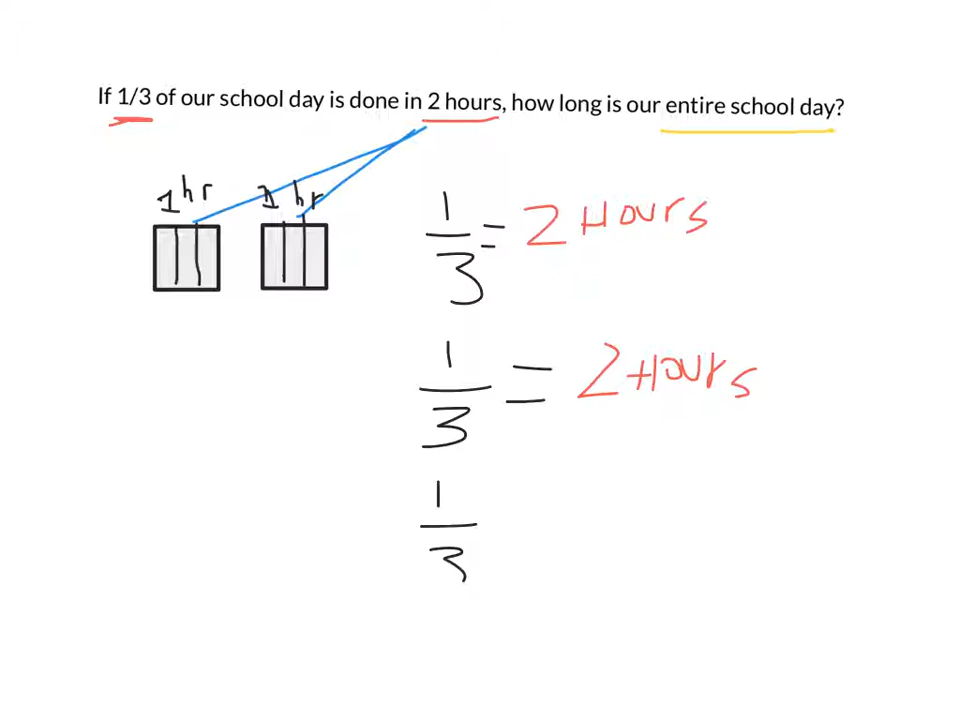 If 1/3 of our school day is done in 2 hours, how long is our entire school day?
1 hr 1 hr
1/3 = 2 Hours
1/3 = 2 Hours
1/3